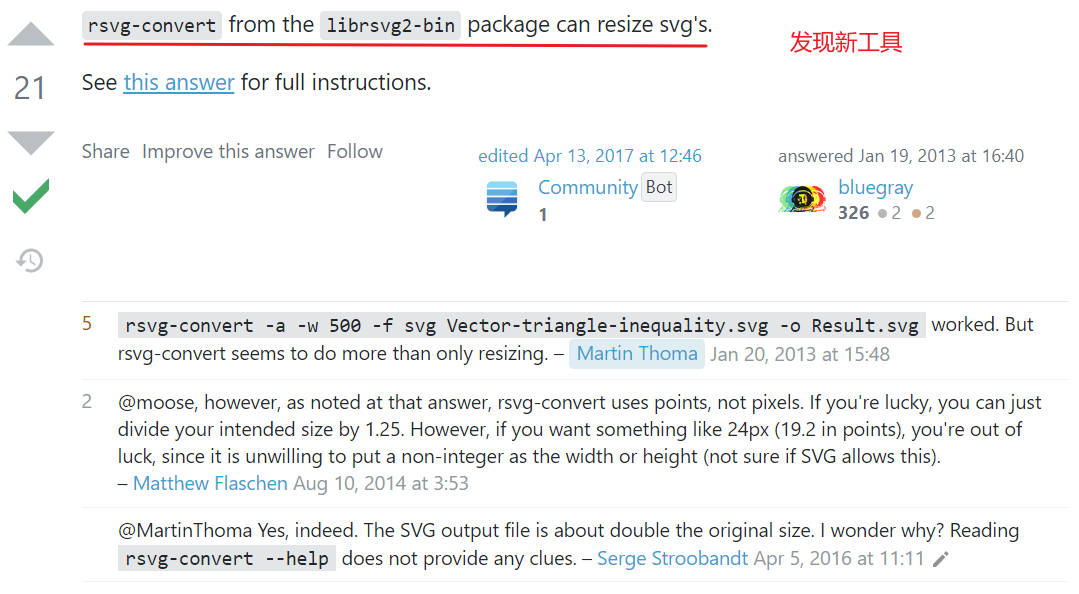 rsvg-convert from the librsvg2-bin package can resize svg's.
发现新工具
21
See this answer for full instructions.
Share Improve this answer Follow
edited Apr 13, 2017 at 12:46
Community Bot
1
answered Jan 19, 2013 at 16:40
bluegray
326 2 2
5 rsvg-convert -a -w 500 -f svg Vector-triangle-inequality.svg -o Result.svg worked. But
rsvg-convert seems to do more than only resizing. – Martin Thoma Jan 20, 2013 at 15:48
2 @moose, however, as noted at that answer, rsvg-convert uses points, not pixels. If you're lucky, you can just
divide your intended size by 1.25. However, if you want something like 24px (19.2 in points), you're out of
luck, since it is unwilling to put a non-integer as the width or height (not sure if SVG allows this).
– Matthew Flaschen Aug 10, 2014 at 3:53
@MartinThoma Yes, indeed. The SVG output file is about double the original size. I wonder why? Reading
rsvg-convert --help does not provide any clues. – Serge Stroobandt Apr 5, 2016 at 11:11